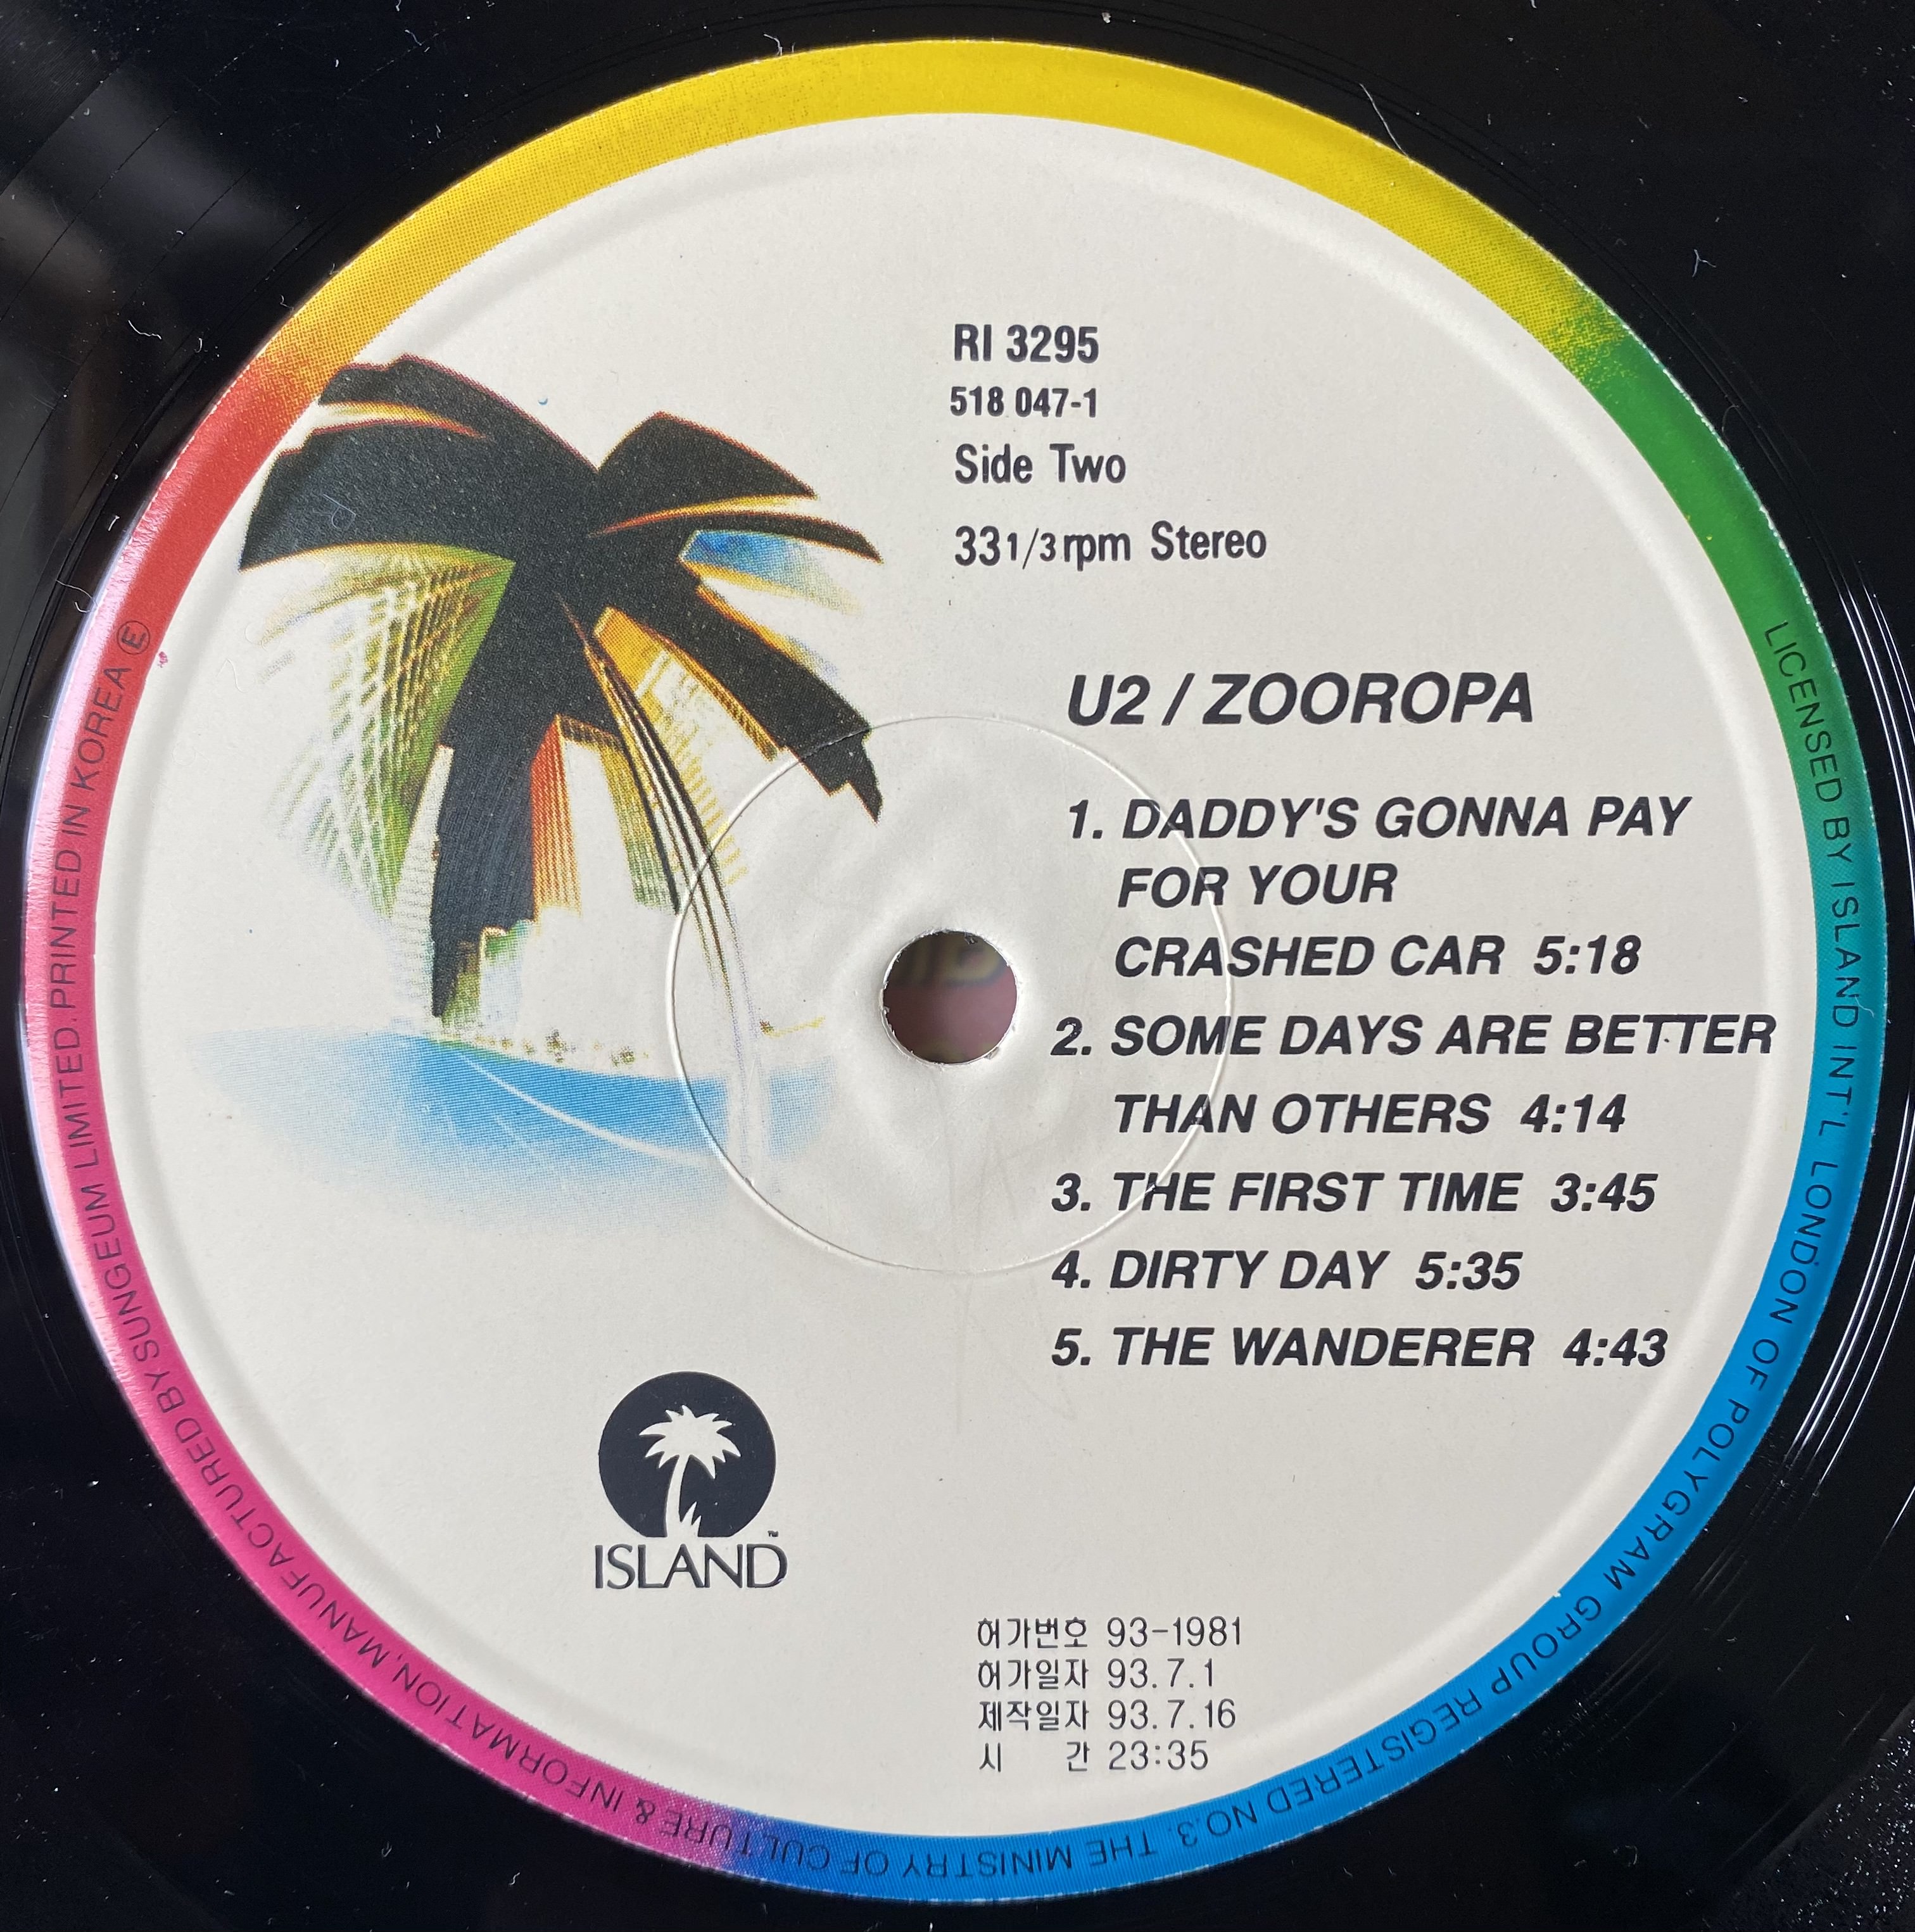 RI 3295
518 047-1
Side Two
33 1/3 rpm Stereo
U2 / ZOOROPA
1. DADDY'S GONNA PAY
FOR YOUR
CRASHED CAR 5:18
2. SOME DAYS ARE BETTER
THAN OTHERS 4:14
3. THE FIRST TIME 3:45
4. DIRTY DAY 5:35
5. THE WANDERER 4:43
ISLAND™
허가번호 93-1981
허가일자 93.7.1
제작일자 93.7.16
시 간 23:35
LICENSED BY ISLAND INT'L LONDON OF POLYGRAM GROUP REGISTERED NO.3. THE MINISTRY OF CULTURE & INFORMATION, MANUFACTURED BY SUNGEUM LIMITED. PRINTED IN KOREA Ⓔ